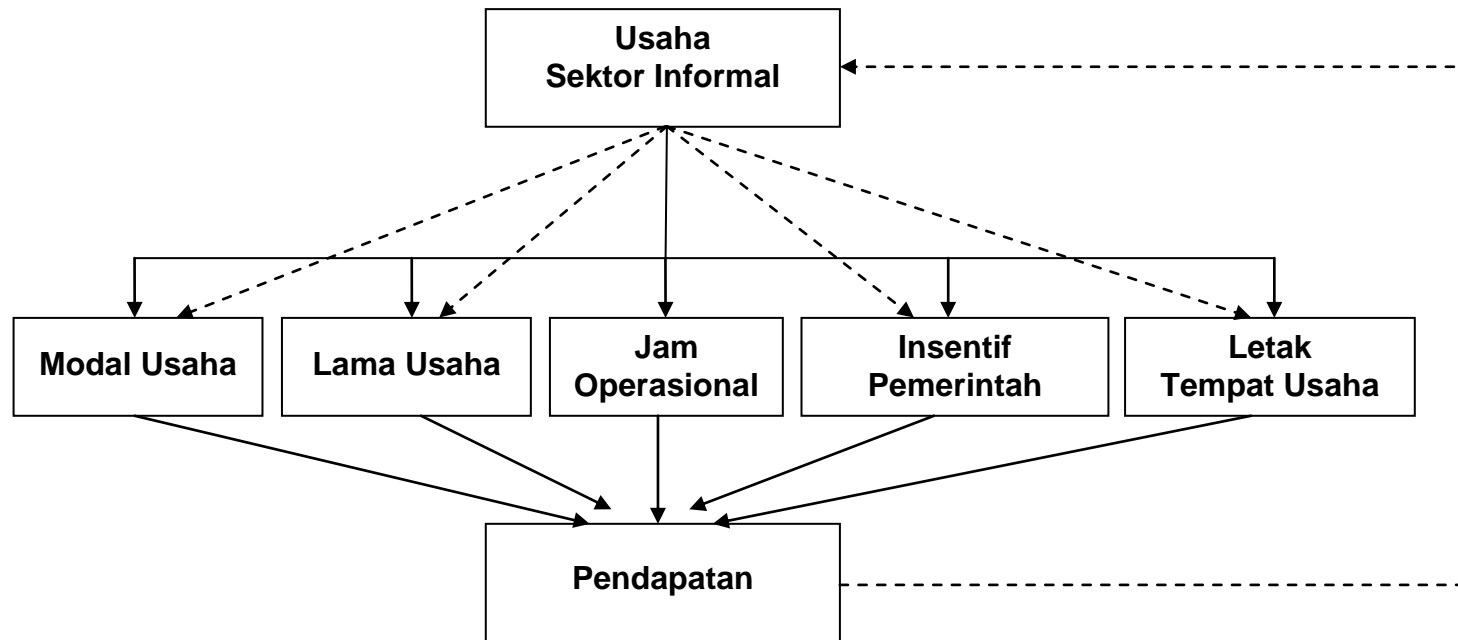 Usaha
Sektor Informal
Modal Usaha
Lama Usaha
Jam
Operasional
Insentif
Pemerintah
Letak
Tempat Usaha
Pendapatan